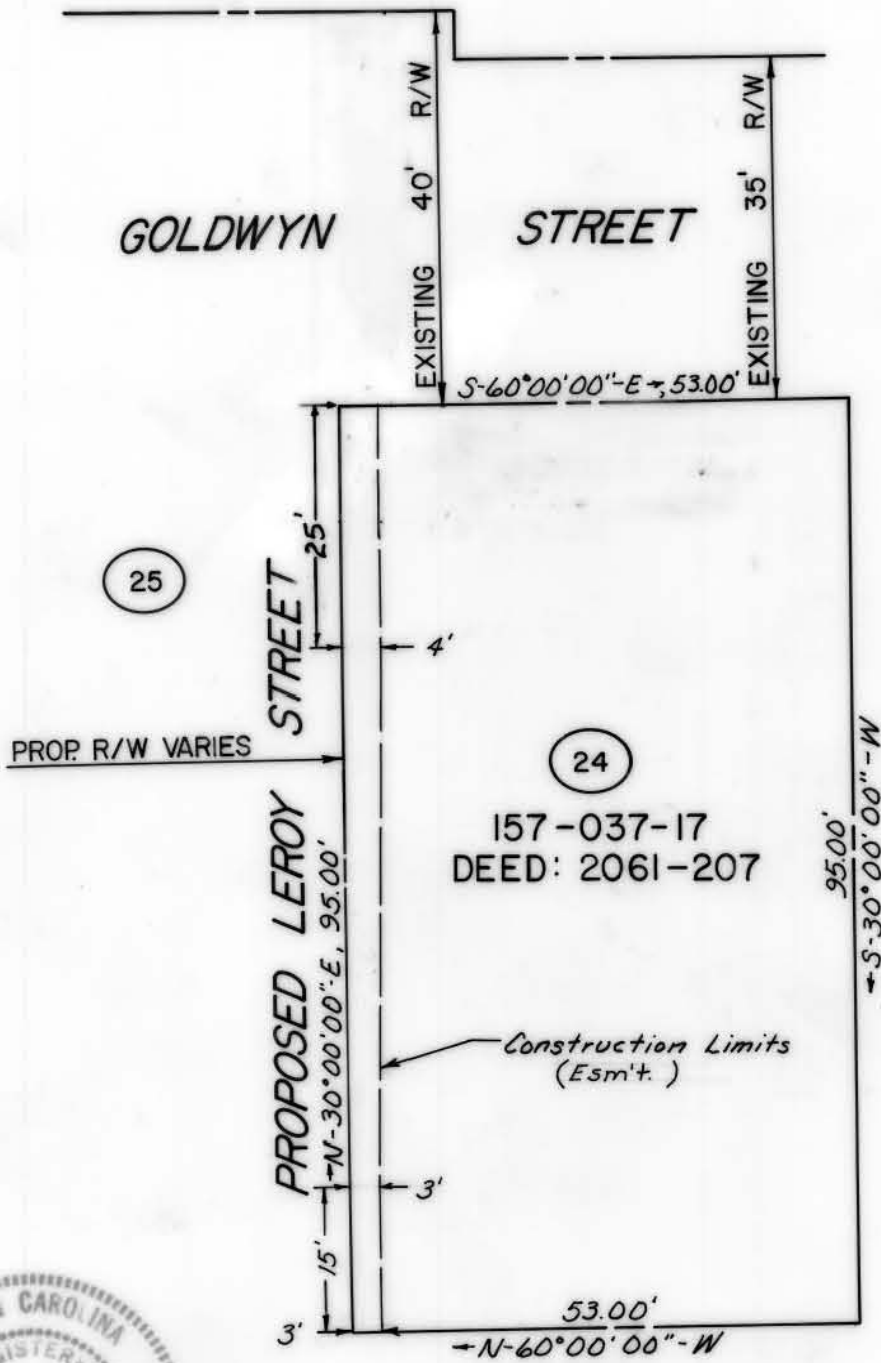 EXISTING 40' R/W
EXISTING 35' R/W
GOLDWYN STREET
S-60°00'00"-E→, 53.00'
25'
4'
25
PROPOSED LEROY STREET
PROP. R/W VARIES
24
157-037-17
DEED: 2061-207
95.00'
←S-30°00'00"-W
→N-30°00'00"-E, 95.00'
Construction Limits
(Esm't.)
3'
15'
3'
53.00'
←N-60°00'00"-W
CAROLINA